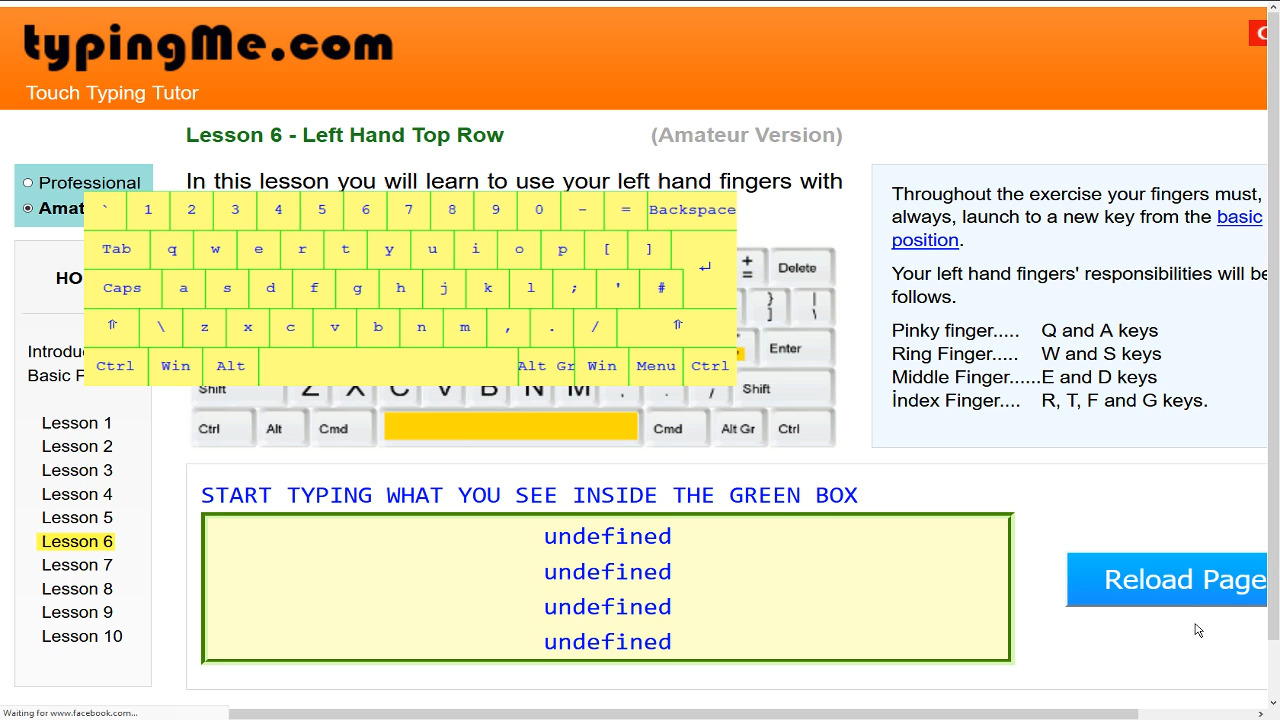 typingMe.com
Touch Typing Tutor
Lesson 6 - Left Hand Top Row
(Amateur Version)
Professional
In this lesson you will learn to use your left hand fingers with
` 1 2 3 4 5 6 7 8 9 0 - = Backspace
Tab q w e r t y u i o p [ ] ↵
Caps a s d f g h j k l ; ' #
⇧ \ z x c v b n m , . / ⇧
Ctrl Win Alt Alt Gr Win Menu Ctrl
+ = Delete
} ] | \
Enter
Shift Z X C V B N M , . / Shift
Ctrl Alt Cmd Cmd Alt Gr Ctrl
Throughout the exercise your fingers must,
always, launch to a new key from the basic
position.
Your left hand fingers' responsibilities will be
follows.
Pinky finger..... Q and A keys
Ring Finger..... W and S keys
Middle Finger......E and D keys
İndex Finger.... R, T, F and G keys.
Lesson 1
Lesson 2
Lesson 3
Lesson 4
Lesson 5
Lesson 6
Lesson 7
Lesson 8
Lesson 9
Lesson 10
START TYPING WHAT YOU SEE INSIDE THE GREEN BOX
undefined
undefined
undefined
undefined
Reload Page
Waiting for www.facebook.com...